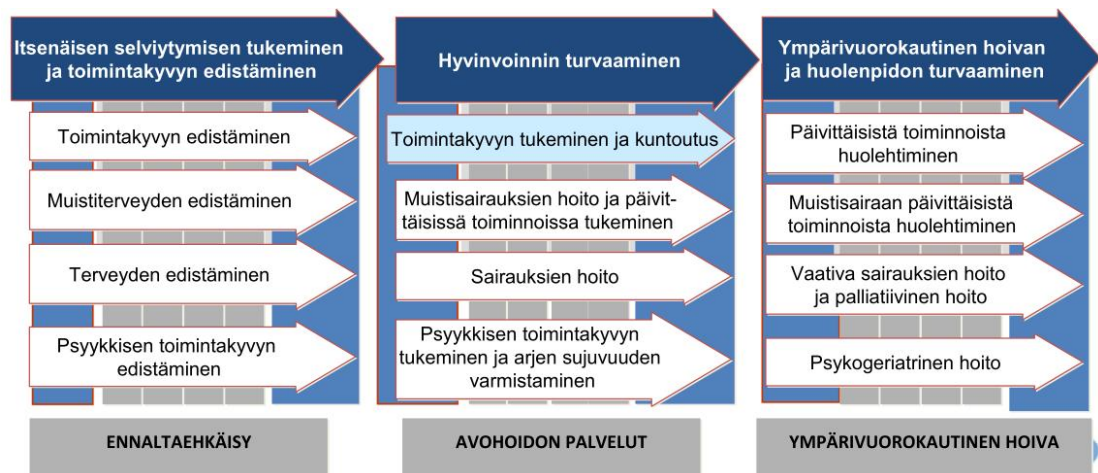 Itsenäisen selviytymisen tukeminen
ja toimintakyvyn edistäminen
Toimintakyvyn edistäminen
Muistiterveyden edistäminen
Terveyden edistäminen
Psyykkisen toimintakyvyn
edistäminen
ENNALTAEHKÄISY
Hyvinvoinnin turvaaminen
Toimintakyvyn tukeminen ja kuntoutus
Muistisairauksien hoito ja päivit-
täisissä toiminnoissa tukeminen
Sairauksien hoito
Psyykkisen toimintakyvyn
tukeminen ja arjen sujuvuuden
varmistaminen
AVOHOIDON PALVELUT
Ympärivuorokautinen hoivan
ja huolenpidon turvaaminen
Päivittäisistä toiminnoista
huolehtiminen
Muistisairaan päivittäisistä
toiminnoista huolehtiminen
Vaativa sairauksien hoito
ja palliatiivinen hoito
Psykogeriatrinen hoito
YMPÄRIVUOROKAUTINEN HOIVA